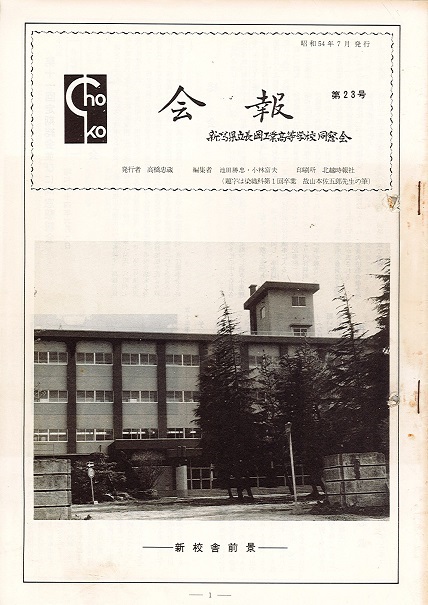 昭和54年7月発行
Cho
ko
会報
第23号
新潟県立長岡工業高等学校同窓会
発行者 高橋忠蔵 編集者 池田勝忠・小林富夫 印刷所 北越時報社
(題字は染織科第1回卒業 故山本佐五郎先生の筆)
新校舎前景
— 1 —